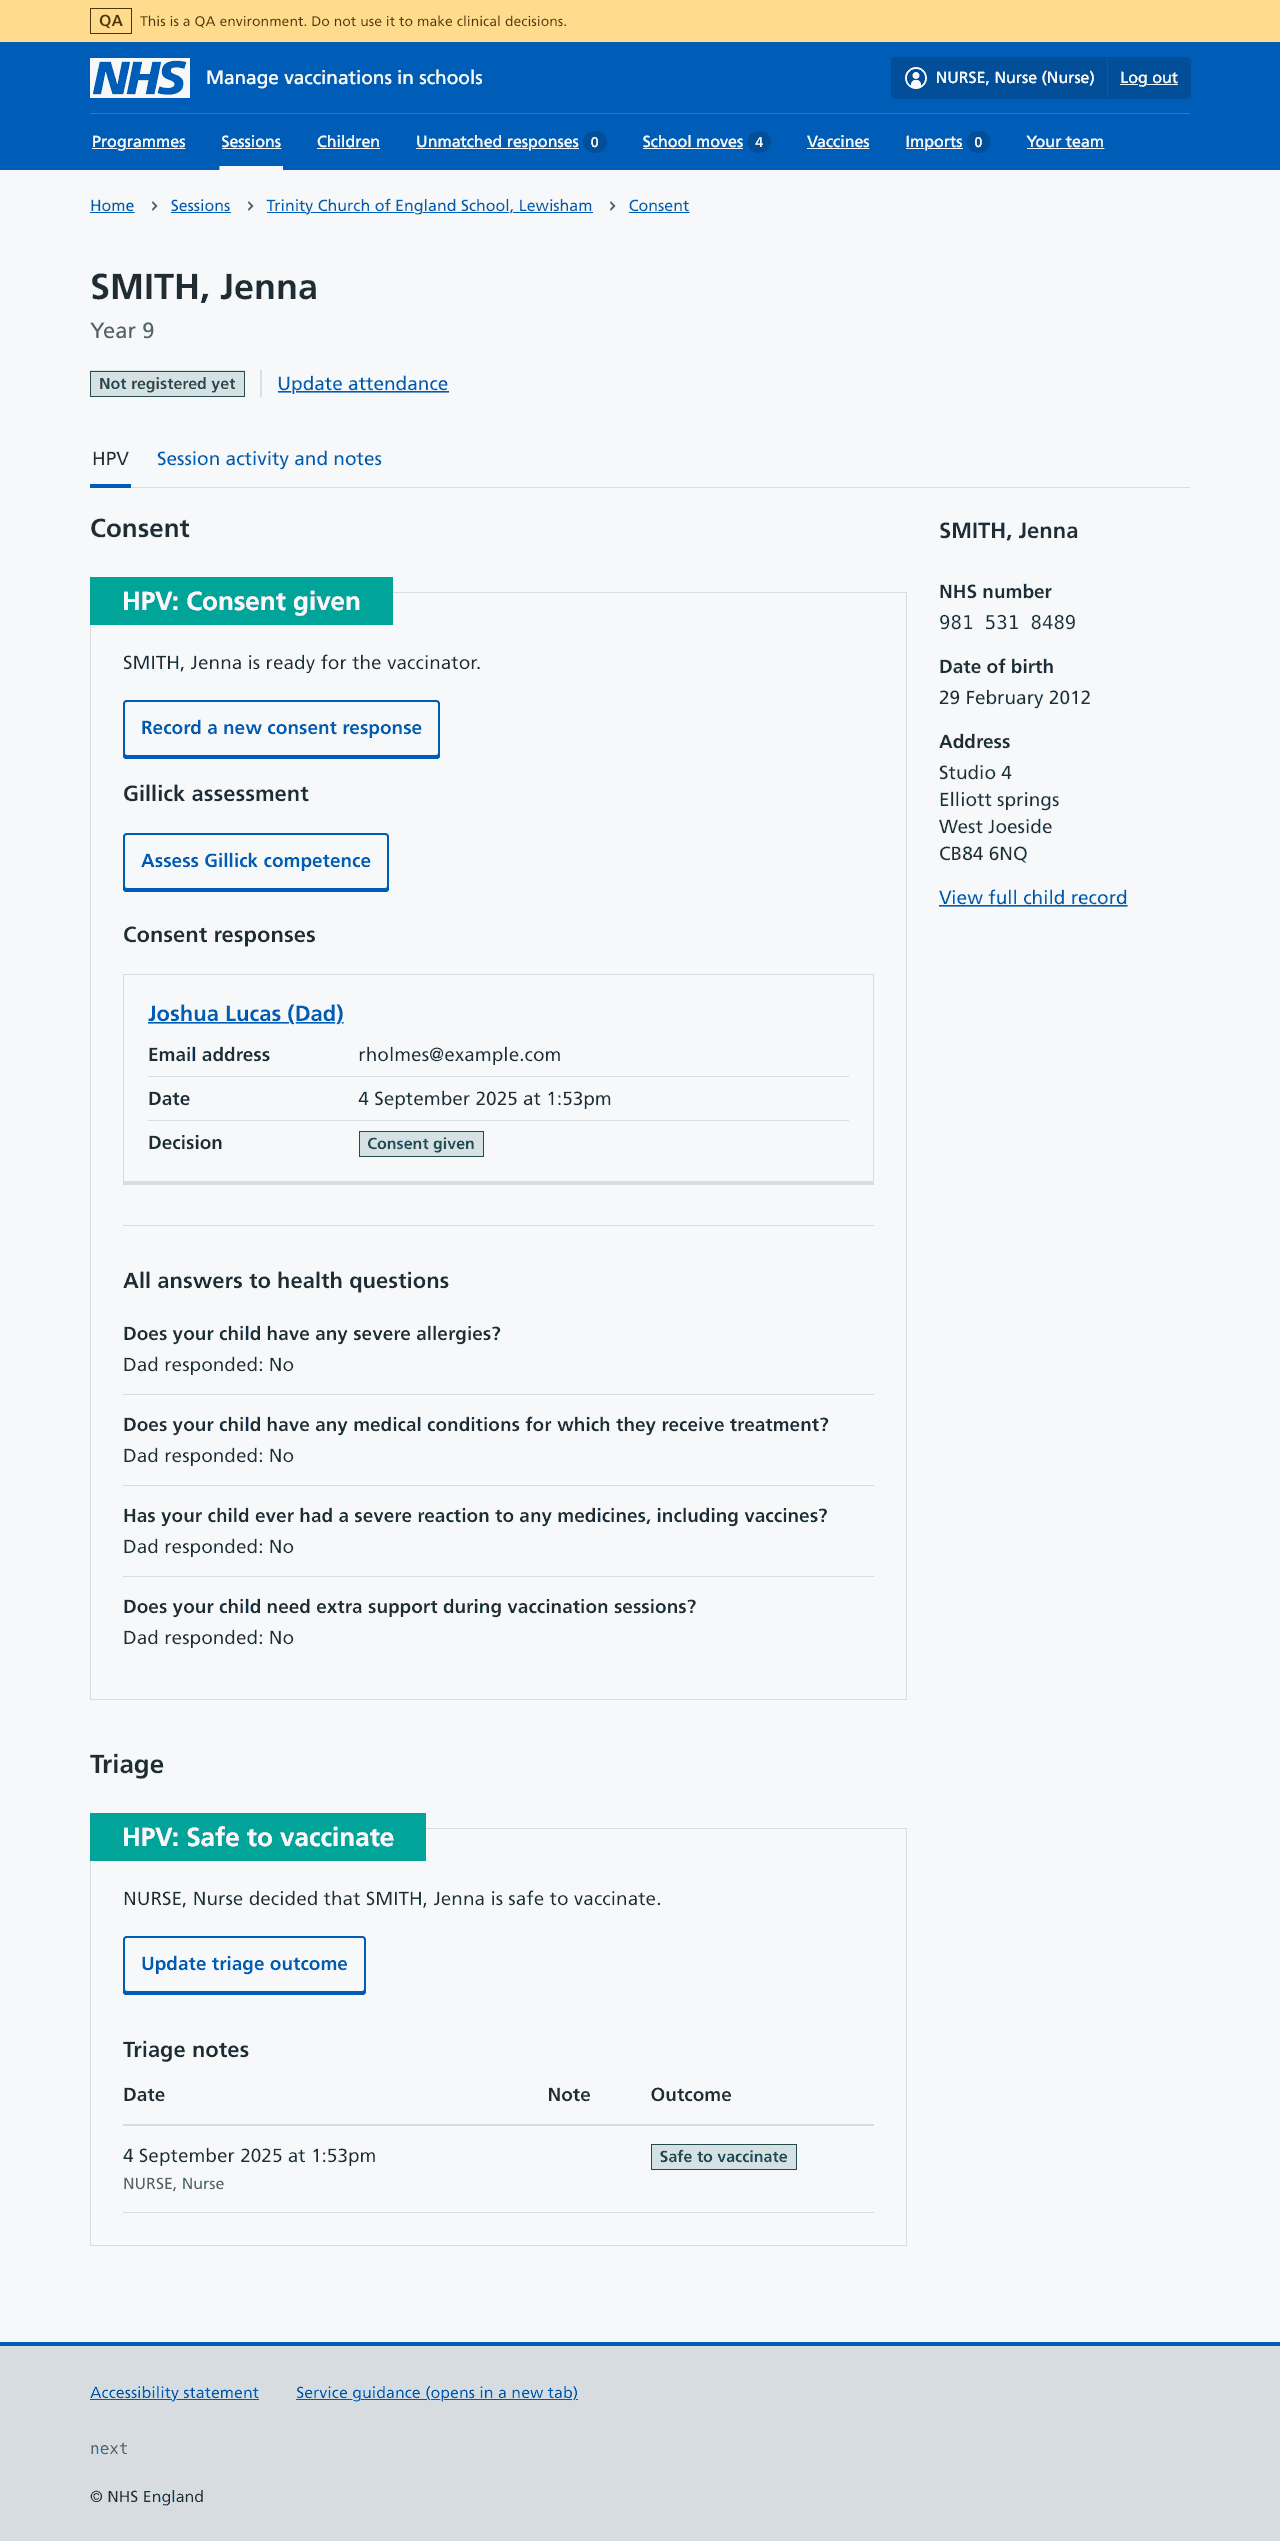 QA This is a QA environment. Do not use it to make clinical decisions.
NHS Manage vaccinations in schools NURSE, Nurse (Nurse) Log out
Programmes Sessions Children Unmatched responses 0 School moves 4 Vaccines Imports 0 Your team
Home › Sessions › Trinity Church of England School, Lewisham › Consent
SMITH, Jenna
Year 9
Not registered yet Update attendance
HPV Session activity and notes
Consent
HPV: Consent given
SMITH, Jenna is ready for the vaccinator.
Record a new consent response
Gillick assessment
Assess Gillick competence
Consent responses
Joshua Lucas (Dad)
Email address rholmes@example.com
Date 4 September 2025 at 1:53pm
Decision Consent given
All answers to health questions
Does your child have any severe allergies?
Dad responded: No
Does your child have any medical conditions for which they receive treatment?
Dad responded: No
Has your child ever had a severe reaction to any medicines, including vaccines?
Dad responded: No
Does your child need extra support during vaccination sessions?
Dad responded: No
SMITH, Jenna
NHS number
981 531 8489
Date of birth
29 February 2012
Address
Studio 4
Elliott springs
West Joeside
CB84 6NQ
View full child record
Triage
HPV: Safe to vaccinate
NURSE, Nurse decided that SMITH, Jenna is safe to vaccinate.
Update triage outcome
Triage notes
Date Note Outcome
4 September 2025 at 1:53pm Safe to vaccinate
NURSE, Nurse
Accessibility statement Service guidance (opens in a new tab)
next
© NHS England